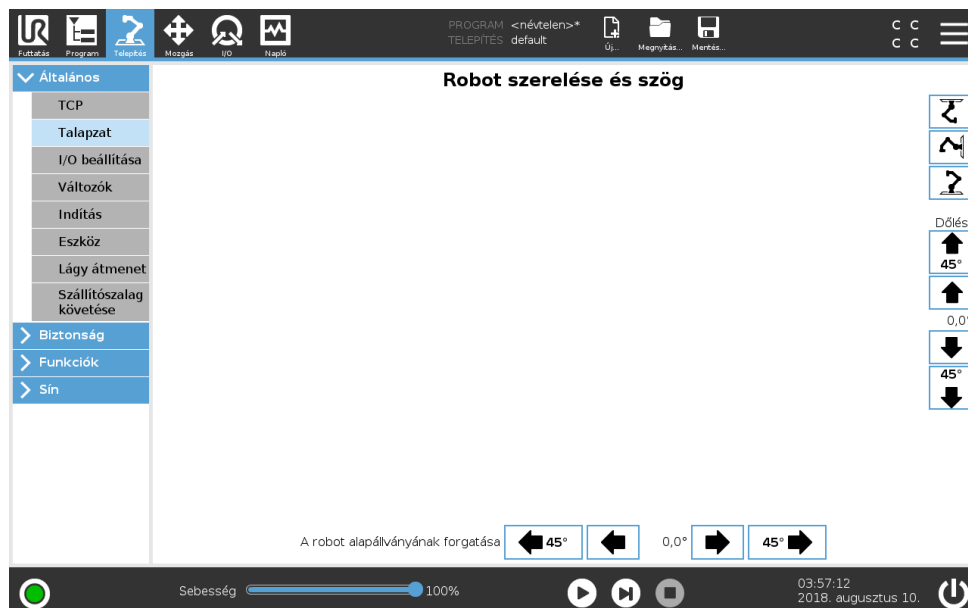 PROGRAM <névtelen>*
TELEPÍTÉS default
Futtatás
Program
Telepítés
Mozgás
I/O
Napló
Új...
Megnyitás...
Mentés...
C C
C C
Általános
TCP
Talapzat
I/O beállítása
Változók
Indítás
Eszköz
Lágy átmenet
Szállítószalag
követése
Biztonság
Funkciók
Sín
Robot szerelése és szög
Dőlés
45°
0,0°
45°
A robot alapállványának forgatása
45°
0,0°
45°
Sebesség
100%
03:57:12
2018. augusztus 10.